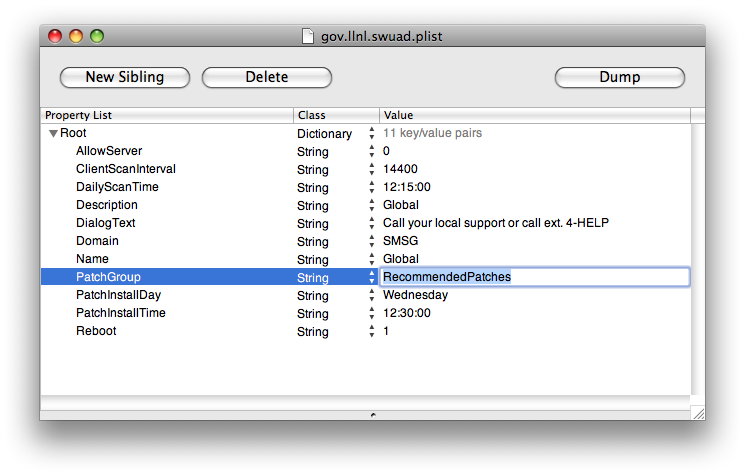 gov.llnl.swuad.plist
New Sibling Delete Dump
Property List Class Value
Root Dictionary 11 key/value pairs
AllowServer String 0
ClientScanInterval String 14400
DailyScanTime String 12:15:00
Description String Global
DialogText String Call your local support or call ext. 4-HELP
Domain String SMSG
Name String Global
PatchGroup String RecommendedPatches
PatchInstallDay String Wednesday
PatchInstallTime String 12:30:00
Reboot String 1